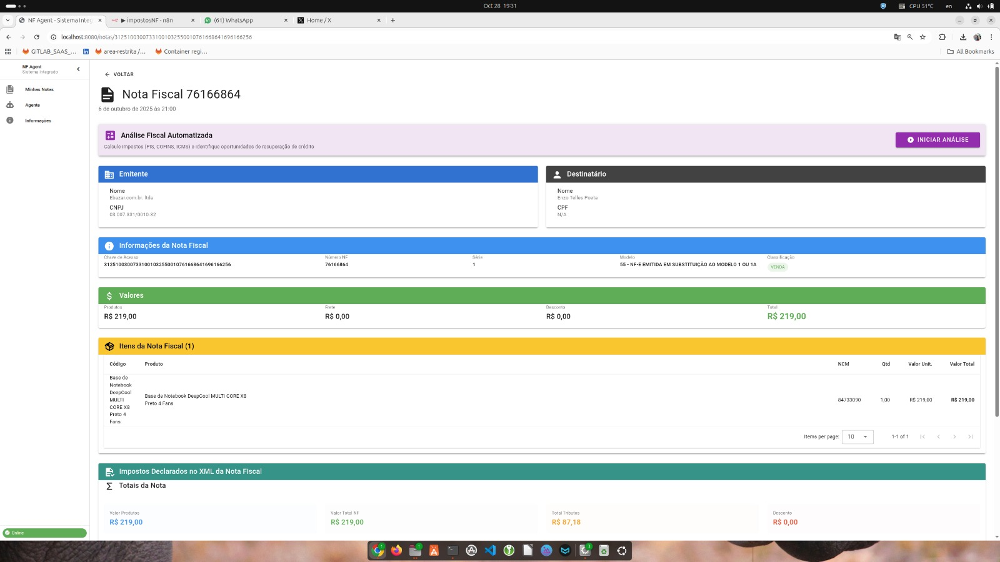 Oct 28 19:31
CPU 51°C
en
NF Agent - Sistema Integ
▶ impostosNF - n8n
(61) WhatsApp
Home / X
localhost:8080/notas/31251003007331001032550010761668641696166256
GITLAB_SAAS_...
area-restrita /...
Container regi...
All Bookmarks
NF Agent
Sistema Integrado
Minhas Notas
Agente
Informações
Online
VOLTAR
Nota Fiscal 76166864
6 de outubro de 2025 às 21:00
Análise Fiscal Automatizada
Calcule impostos (PIS, COFINS, ICMS) e identifique oportunidades de recuperação de crédito
INICIAR ANÁLISE
Emitente
Nome
Ebazar.com.br. ltda
CNPJ
03.007.331/0010-32
Destinatário
Nome
Enzo Telles Poeta
CPF
N/A
Informações da Nota Fiscal
Chave de Acesso
31251003007331001032550010761668641696166256
Número NF
76166864
Série
1
Modelo
55 - NF-E EMITIDA EM SUBSTITUIÇÃO AO MODELO 1 OU 1A
Classificação
VENDA
Valores
Produtos
R$ 219,00
Frete
R$ 0,00
Desconto
R$ 0,00
Total
R$ 219,00
Itens da Nota Fiscal (1)
Código Produto NCM Qtd Valor Unit. Valor Total
Base de
Notebook
DeepCool
MULTI
CORE X8
Preto 4
Fans
Base de Notebook DeepCool MULTI CORE X8
Preto 4 Fans
84733090 1,00 R$ 219,00 R$ 219,00
Items per page: 10 1-1 of 1
Impostos Declarados no XML da Nota Fiscal
Totais da Nota
Valor Produtos
R$ 219,00
Valor Total NF
R$ 219,00
Total Tributos
R$ 87,18
Desconto
R$ 0,00